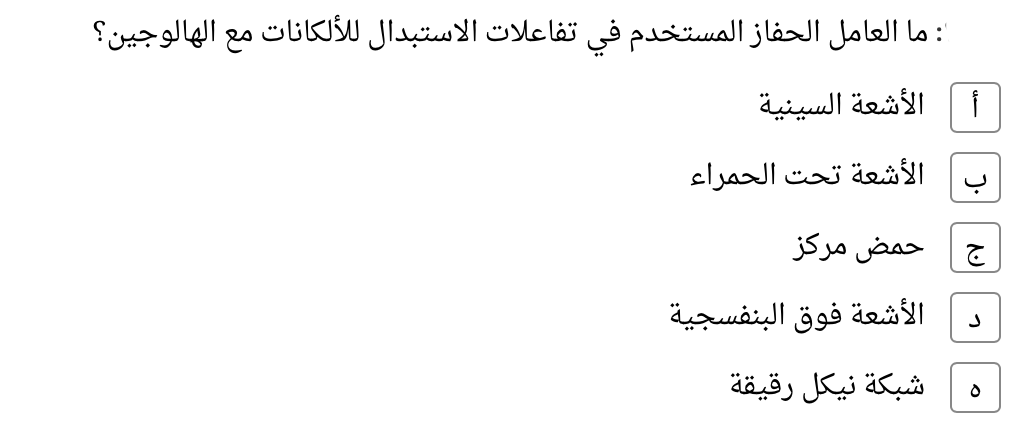 : ما العامل الحفاز المستخدم في تفاعلات الاستبدال للألكانات مع الهالوجين؟
أ الأشعة السينية
ب الأشعة تحت الحمراء
ج حمض مركز
د الأشعة فوق البنفسجية
ه شبكة نيكل رقيقة